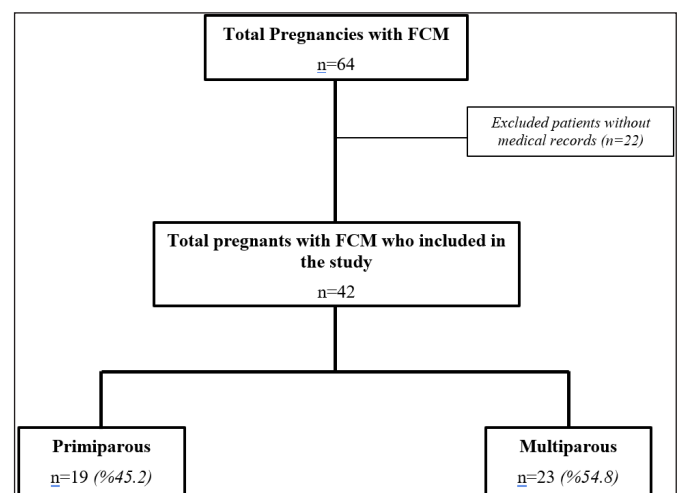 Total Pregnancies with FCM
n=64
Excluded patients without
medical records (n=22)
Total pregnants with FCM who included in
the study
n=42
Primiparous
n=19 (%45.2)
Multiparous
n=23 (%54.8)